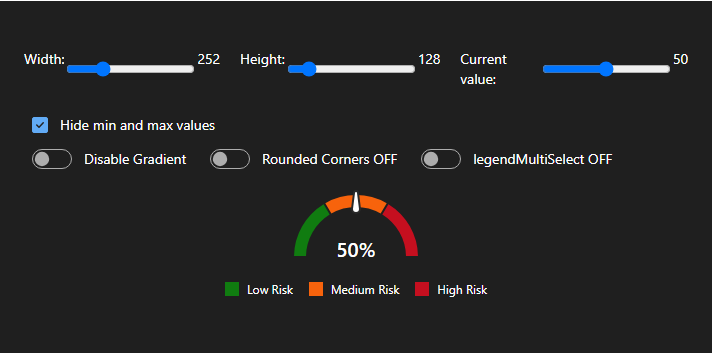 Width: 252 Height: 128 Current value: 50
Hide min and max values
Disable Gradient Rounded Corners OFF legendMultiSelect OFF
50%
Low Risk Medium Risk High Risk